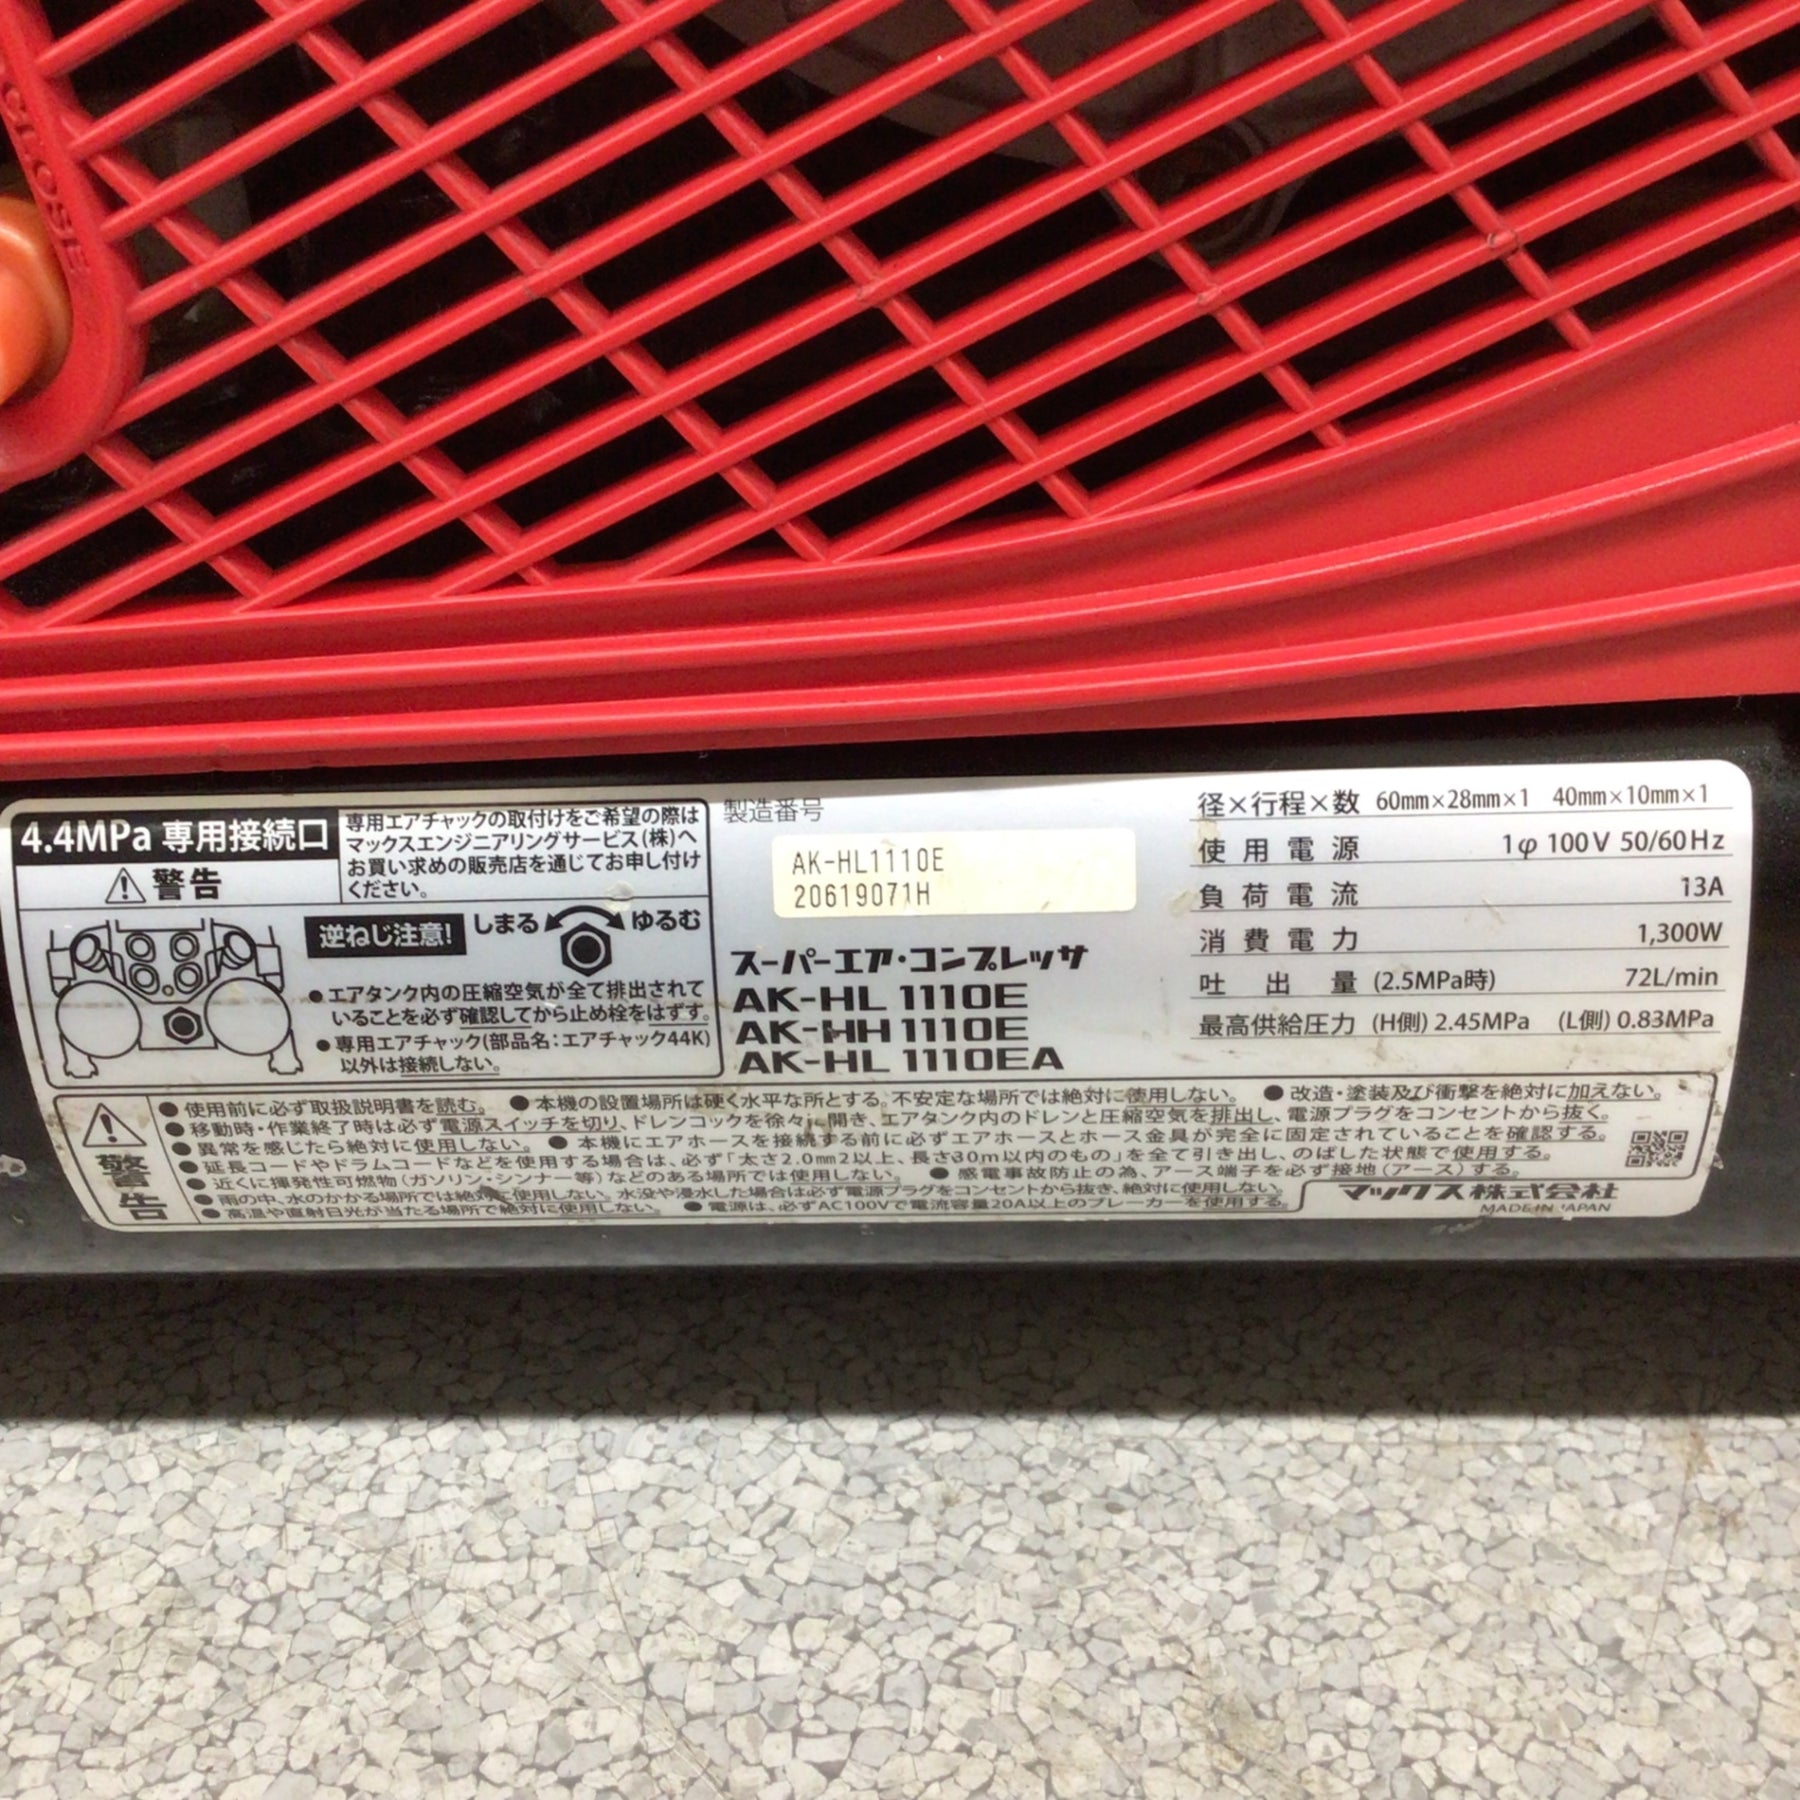 CLOSE
4.4MPa 専用接続口
警告
専用エアチャックの取付けをご希望の際は
マックスエンジニアリングサービス(株)へ
お買い求めの販売店を通じてお申し付け
ください。
逆ねじ注意! しまる ゆるむ
●エアタンク内の圧縮空気が全て排出されて
いることを必ず確認してから止め栓をはずす。
●専用エアチャック(部品名:エアチャック44K)
以外は接続しない。
製造番号
AK-HL1110E
20619071H
スーパーエア・コンプレッサ
AK-HL 1110E
AK-HH 1110E
AK-HL 1110EA
径×行程×数 60mm×28mm×1 40mm×10mm×1
使用電源 1φ 100V 50/60Hz
負荷電流 13A
消費電力 1,300W
吐出量 (2.5MPa時) 72L/min
最高供給圧力 (H側) 2.45MPa (L側) 0.83MPa
警告
●使用前に必ず取扱説明書を読む。 ●本機の設置場所は硬く水平な所とする。不安定な場所では絶対に使用しない。 ●改造・塗装及び衝撃を絶対に加えない。
●移動時・作業終了時は必ず電源スイッチを切り、ドレンコックを徐々に開き、エアタンク内のドレンと圧縮空気を排出し、電源プラグをコンセントから抜く。
●異常を感じたら絶対に使用しない。 ●本機にエアホースを接続する前に必ずエアホースとホース金具が完全に固定されていることを確認する。
●延長コードやドラムコードなどを使用する場合は、必ず「太さ2.0mm2以上、長さ30m以内のもの」を全て引き出し、のばした状態で使用する。
●近くに揮発性可燃物(ガソリン・シンナー等)などのある場所では使用しない。 ●感電事故防止の為、アース端子を必ず接地(アース)する。
●雨の中、水のかかる場所では絶対に使用しない。水没や浸水した場合は必ず電源プラグをコンセントから抜き、絶対に使用しない。
●高温や直射日光が当たる場所で絶対に使用しない。 ●電源は、必ずAC100Vで電流容量20A以上のブレーカーを使用する。
マックス株式会社
MADE IN JAPAN